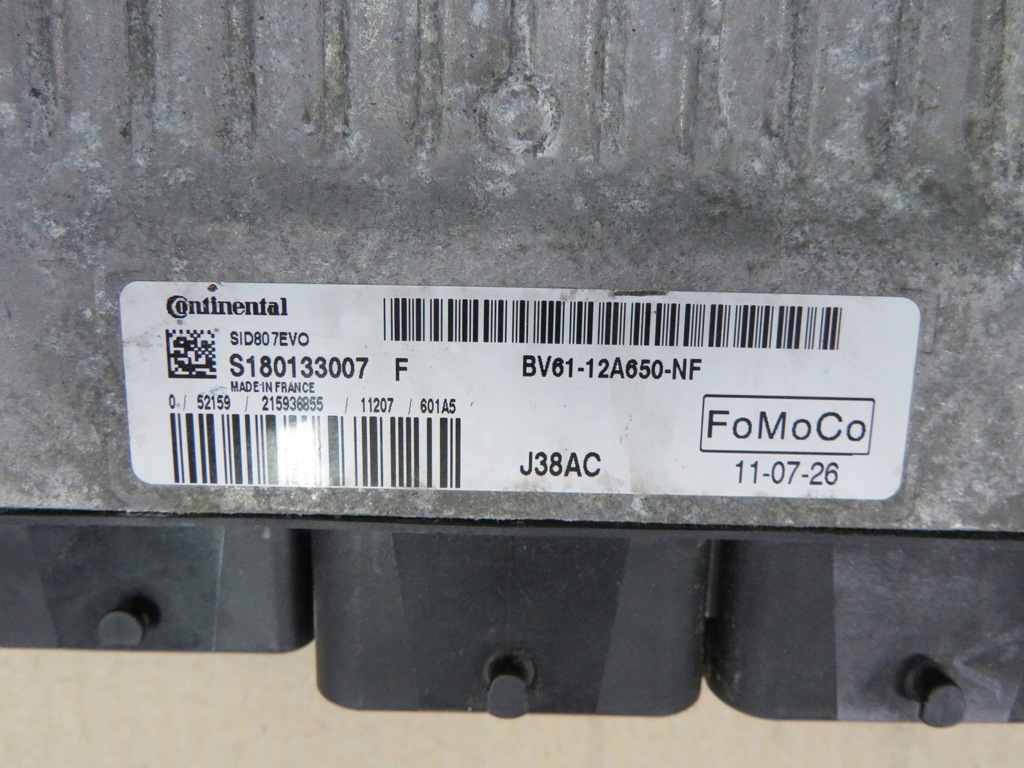 Continental
SID807EVO
S180133007 F
MADE IN FRANCE
0 / 52159 / 215936855 / 11207 / 601A5
BV61-12A650-NF
J38AC
FoMoCo
11-07-26